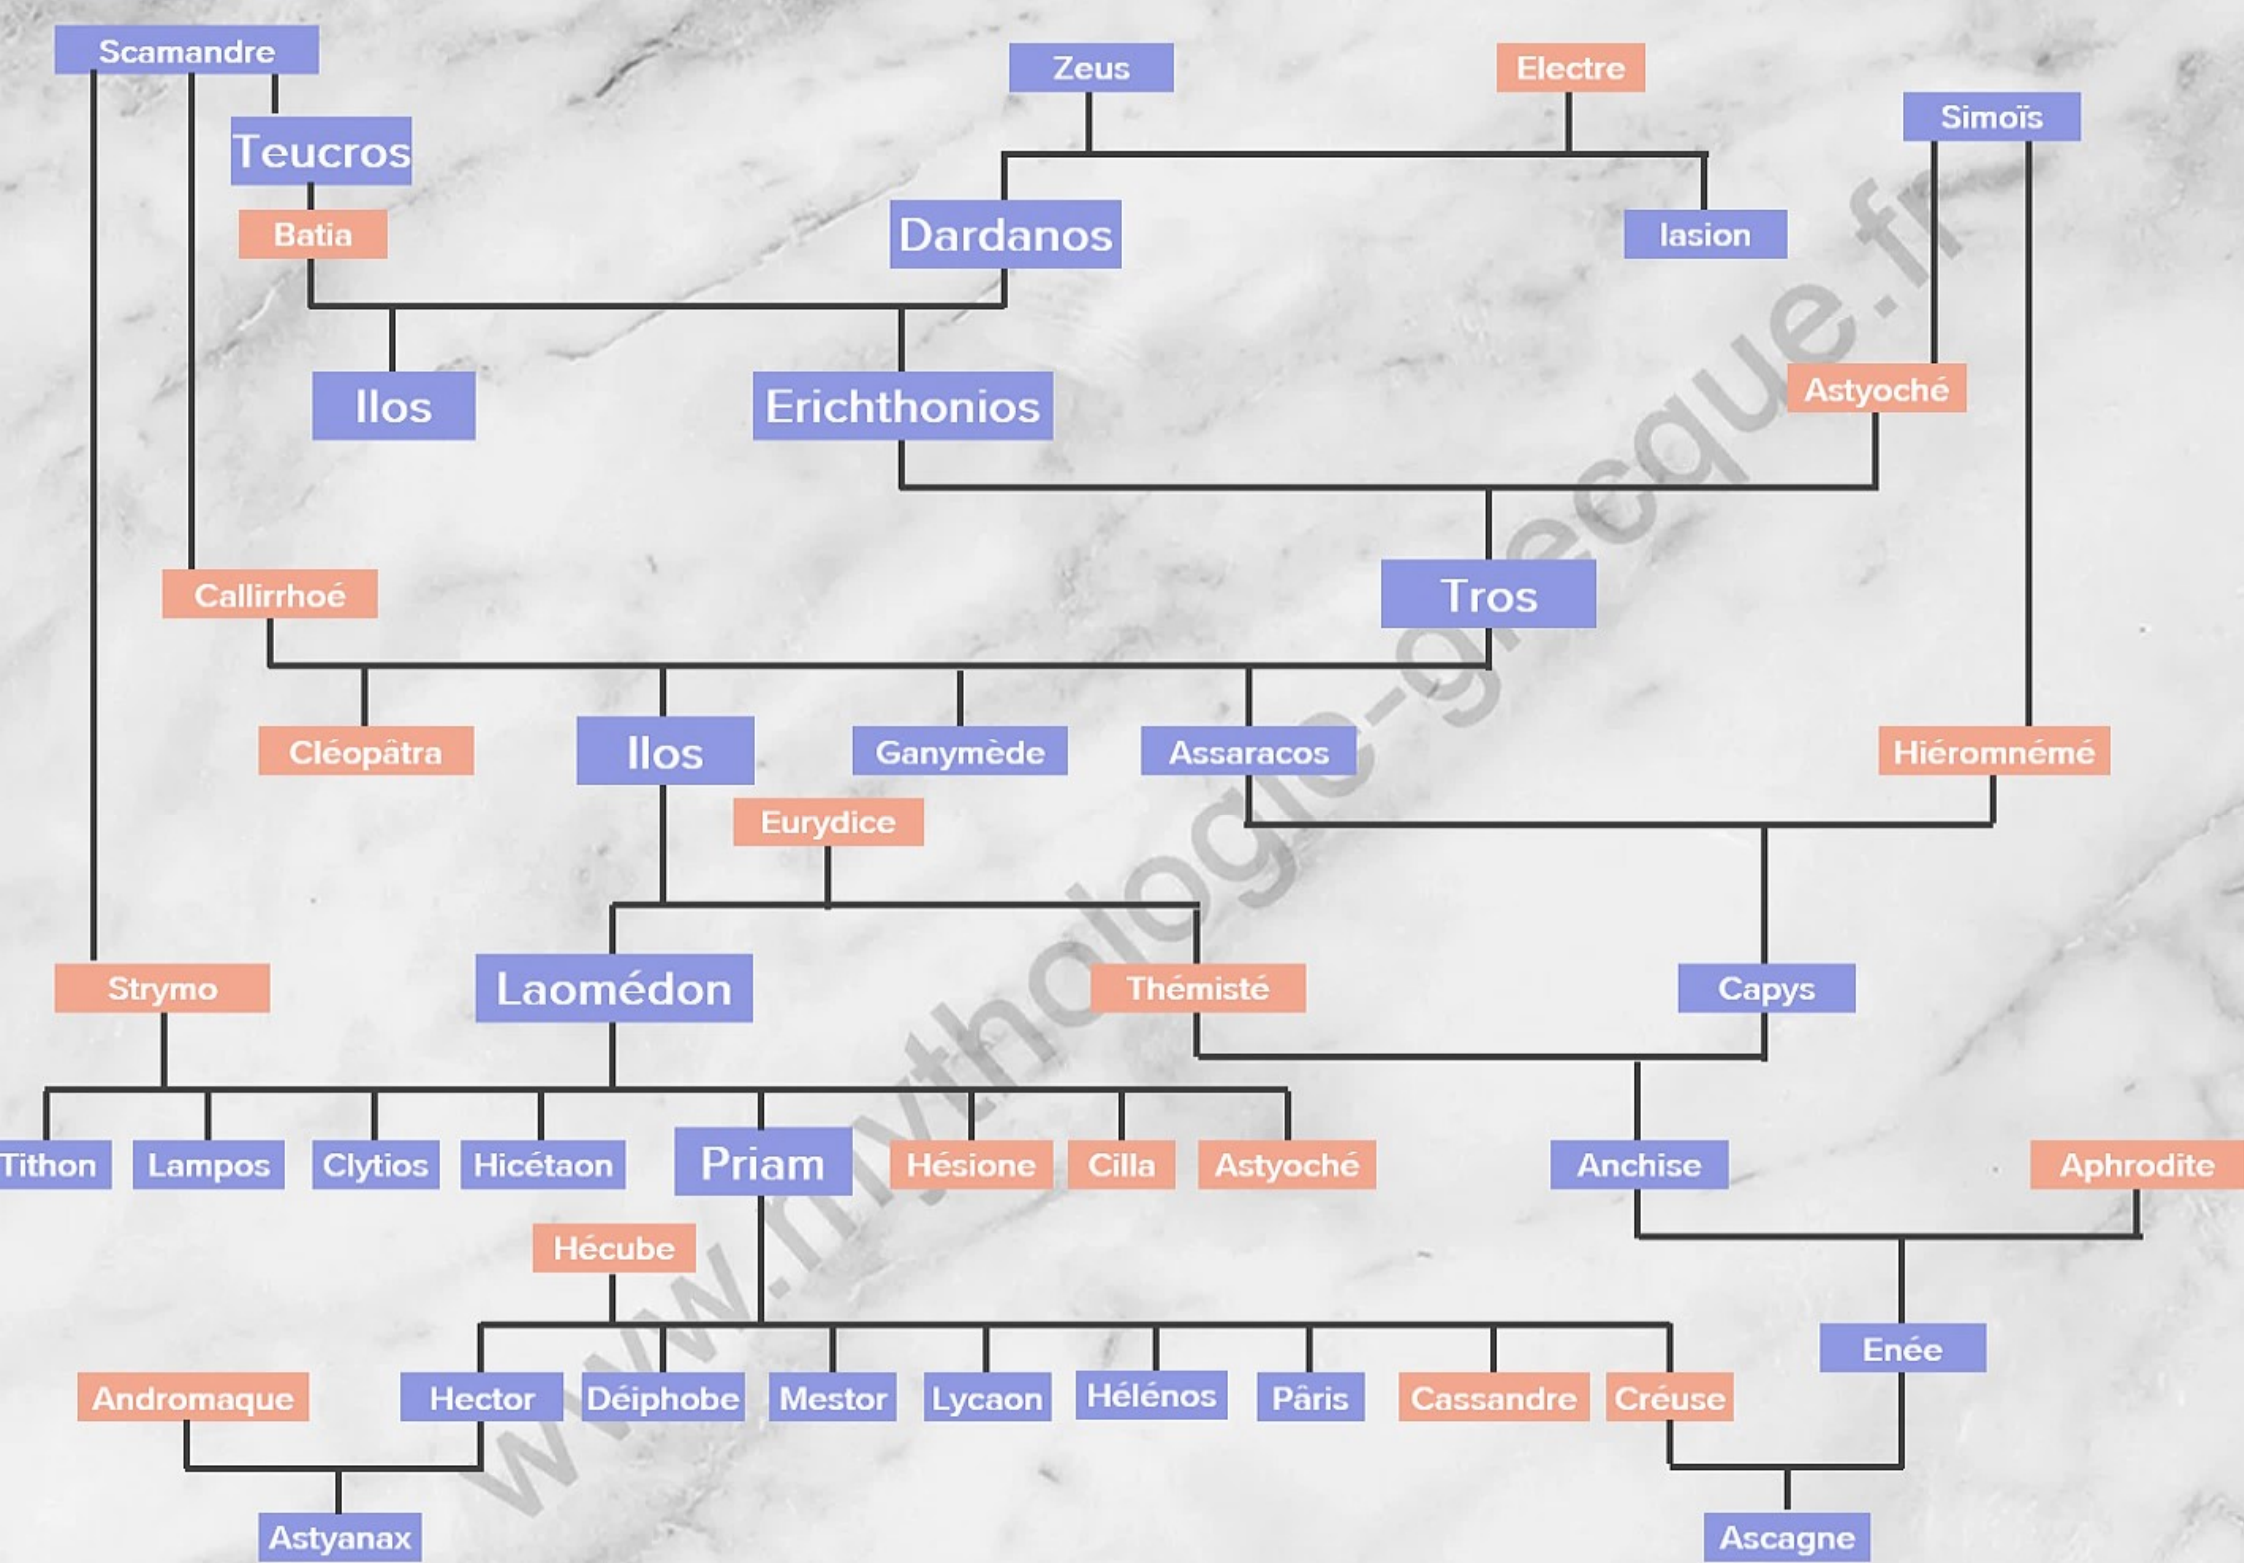 Scamandre
Zeus
Electre
Simoïs
Teucros
Batia
Dardanos
Iasion
Ilos
Erichthonios
Astyoché
Callirrhoé
Tros
Cléopâtra
Ilos
Ganymède
Assaracos
Hiéromnémé
Eurydice
Strymo
Laomédon
Thémisté
Capys
Tithon
Lampos
Clytios
Hicétaon
Priam
Hésione
Cilla
Astyoché
Anchise
Aphrodite
Hécube
Enée
Andromaque
Hector
Déiphobe
Mestor
Lycaon
Hélénos
Pâris
Cassandre
Créuse
Astyanax
Ascagne
www.mythologie-grecque.fr